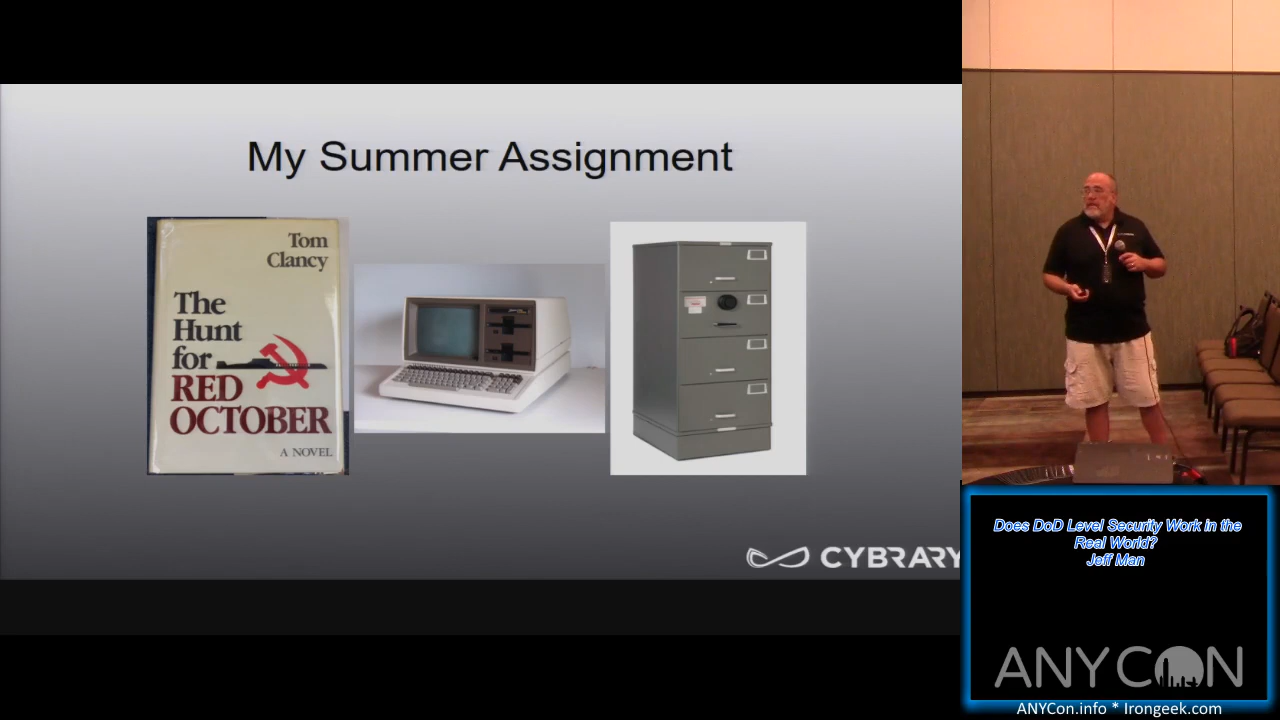 My Summer Assignment
Tom
Clancy
The
Hunt
for
RED
OCTOBER
A NOVEL
CYBRARY
Does DoD Level Security Work in the
Real World?
Jeff Man
ANYCON
ANYCon.info * Irongeek.com